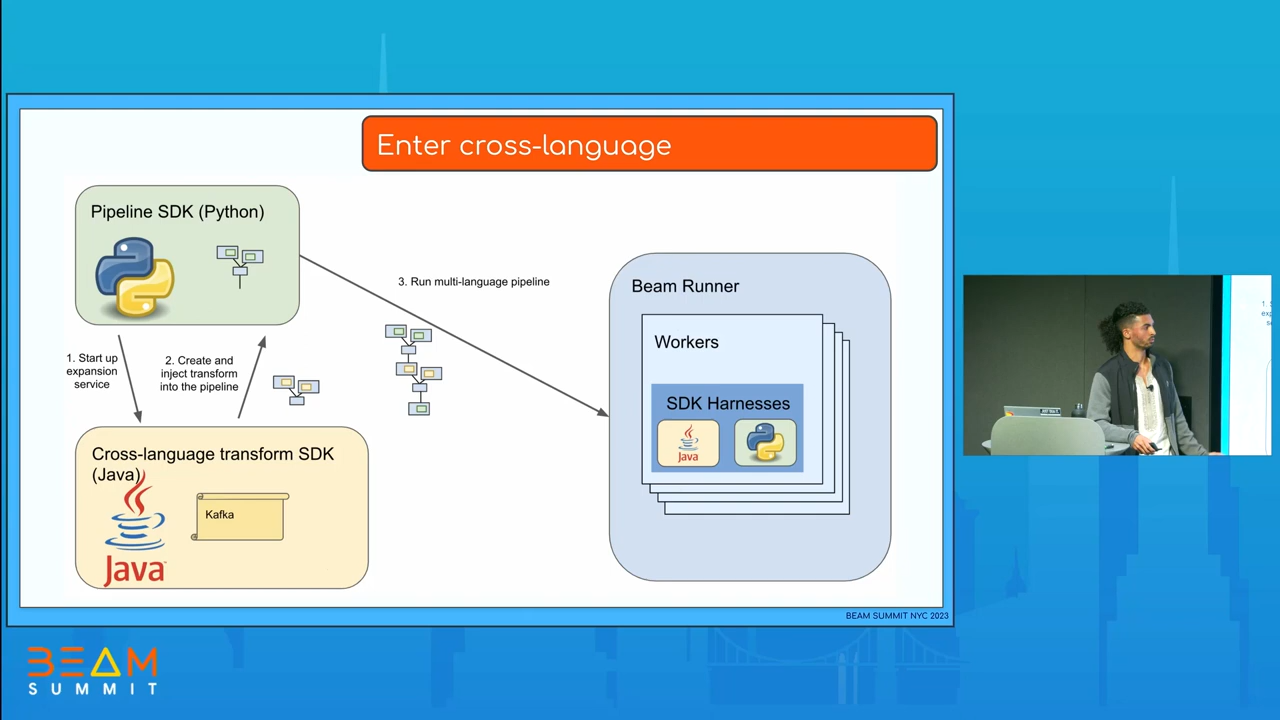 Enter cross-language
Pipeline SDK (Python)
3. Run multi-language pipeline
1. Start up
expansion
service
2. Create and
inject transform
into the pipeline
Cross-language transform SDK
(Java)
Kafka
Java
Beam Runner
Workers
SDK Harnesses
Java
BEAM SUMMIT NYC 2023
BEAM
SUMMIT